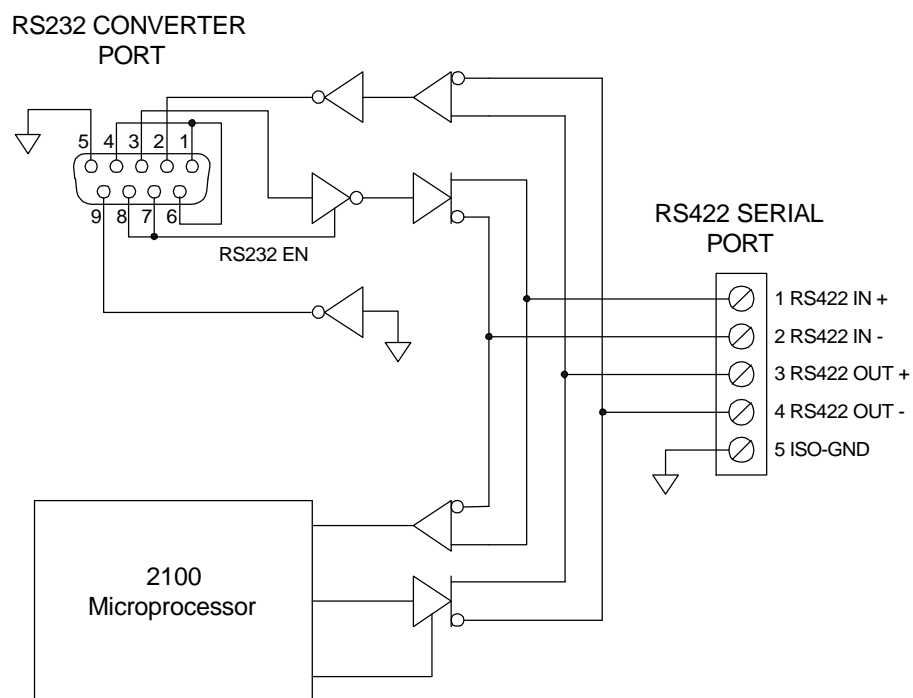 RS232 CONVERTER
PORT
5 4 3 2 1
9 8 7 6
RS232 EN
RS422 SERIAL
PORT
1 RS422 IN +
2 RS422 IN -
3 RS422 OUT +
4 RS422 OUT -
5 ISO-GND
2100
Microprocessor